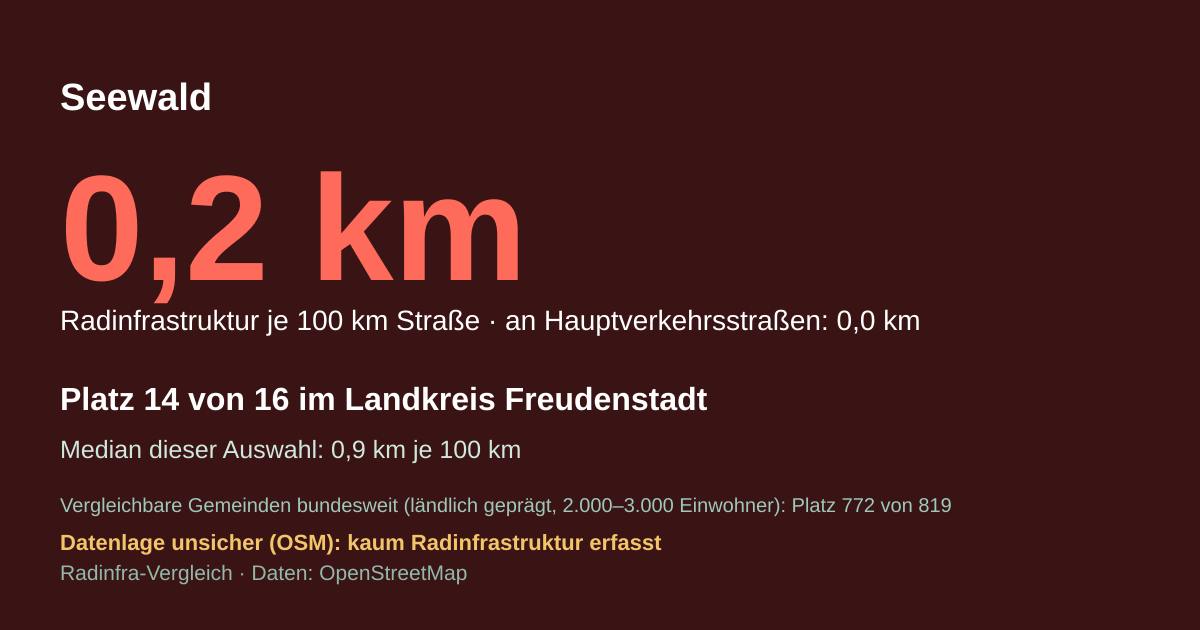 Seewald
0,2 km
Radinfrastruktur je 100 km Straße · an Hauptverkehrsstraßen: 0,0 km
Platz 14 von 16 im Landkreis Freudenstadt
Median dieser Auswahl: 0,9 km je 100 km
Vergleichbare Gemeinden bundesweit (ländlich geprägt, 2.000–3.000 Einwohner): Platz 772 von 819
Datenlage unsicher (OSM): kaum Radinfrastruktur erfasst
Radinfra-Vergleich · Daten: OpenStreetMap